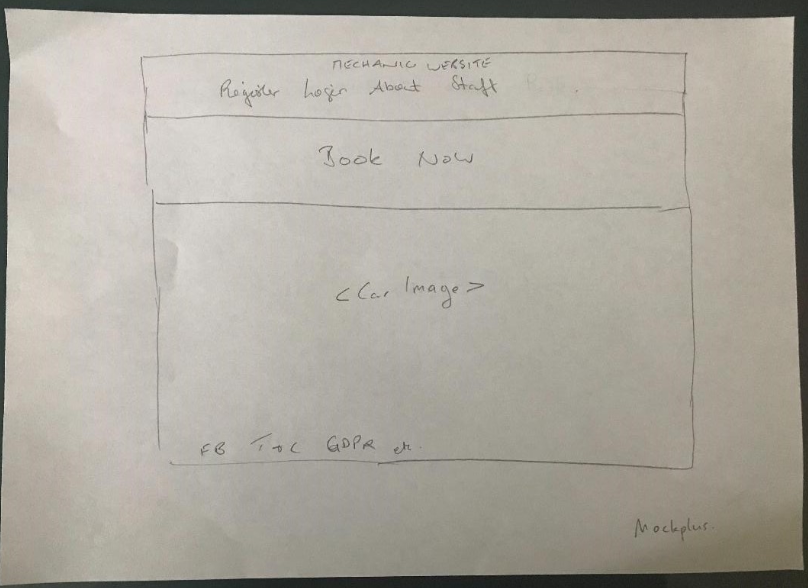 MECHANIC WEBSITE
Register Login About Staff
Book Now
<Car Image>
FB T+C GDPR etc.
Mockplus.